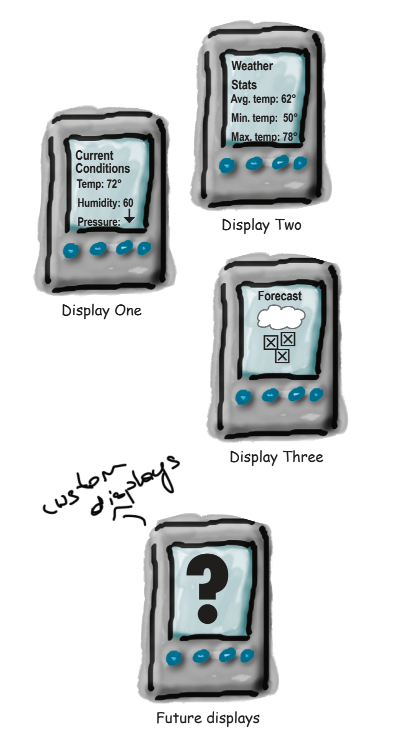 Weather
Stats
Avg. temp: 62°
Min. temp: 50°
Max. temp: 78°
Display Two
Current
Conditions
Temp: 72°
Humidity: 60
Pressure:
Display One
Forecast
Display Three
custom
displays
?
Future displays